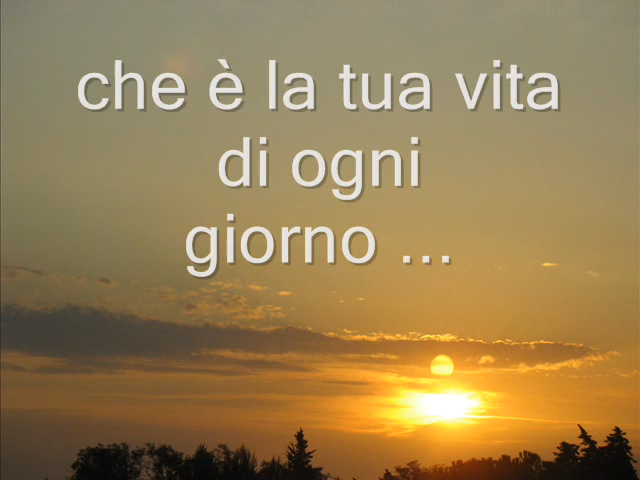 che è la tua vita
di ogni
giorno ...